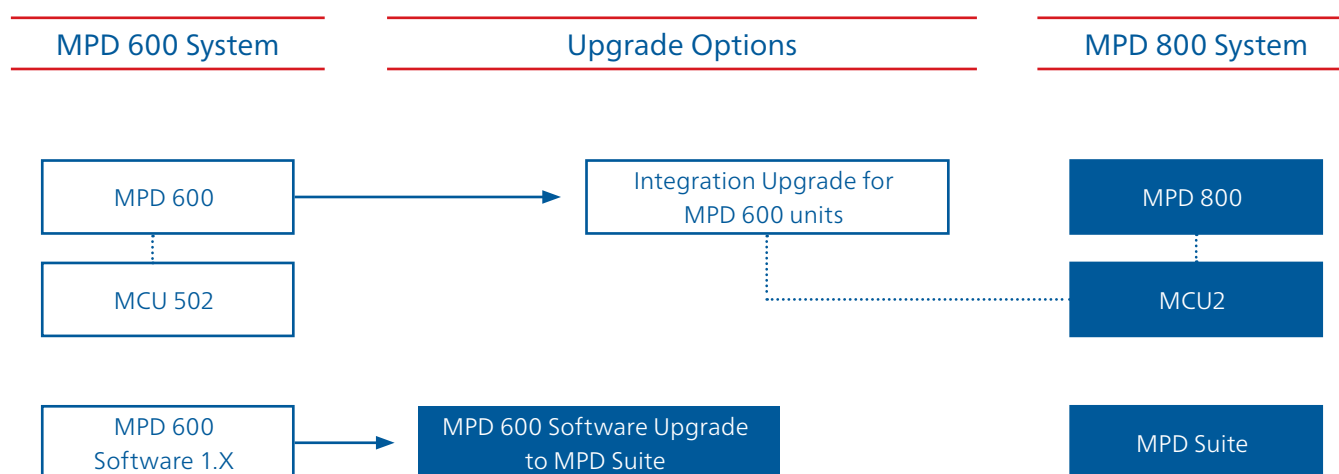 MPD 600 System
Upgrade Options
MPD 800 System
MPD 600
Integration Upgrade for
MPD 600 units
MPD 800
MCU 502
MCU2
MPD 600
Software 1.X
MPD 600 Software Upgrade
to MPD Suite
MPD Suite